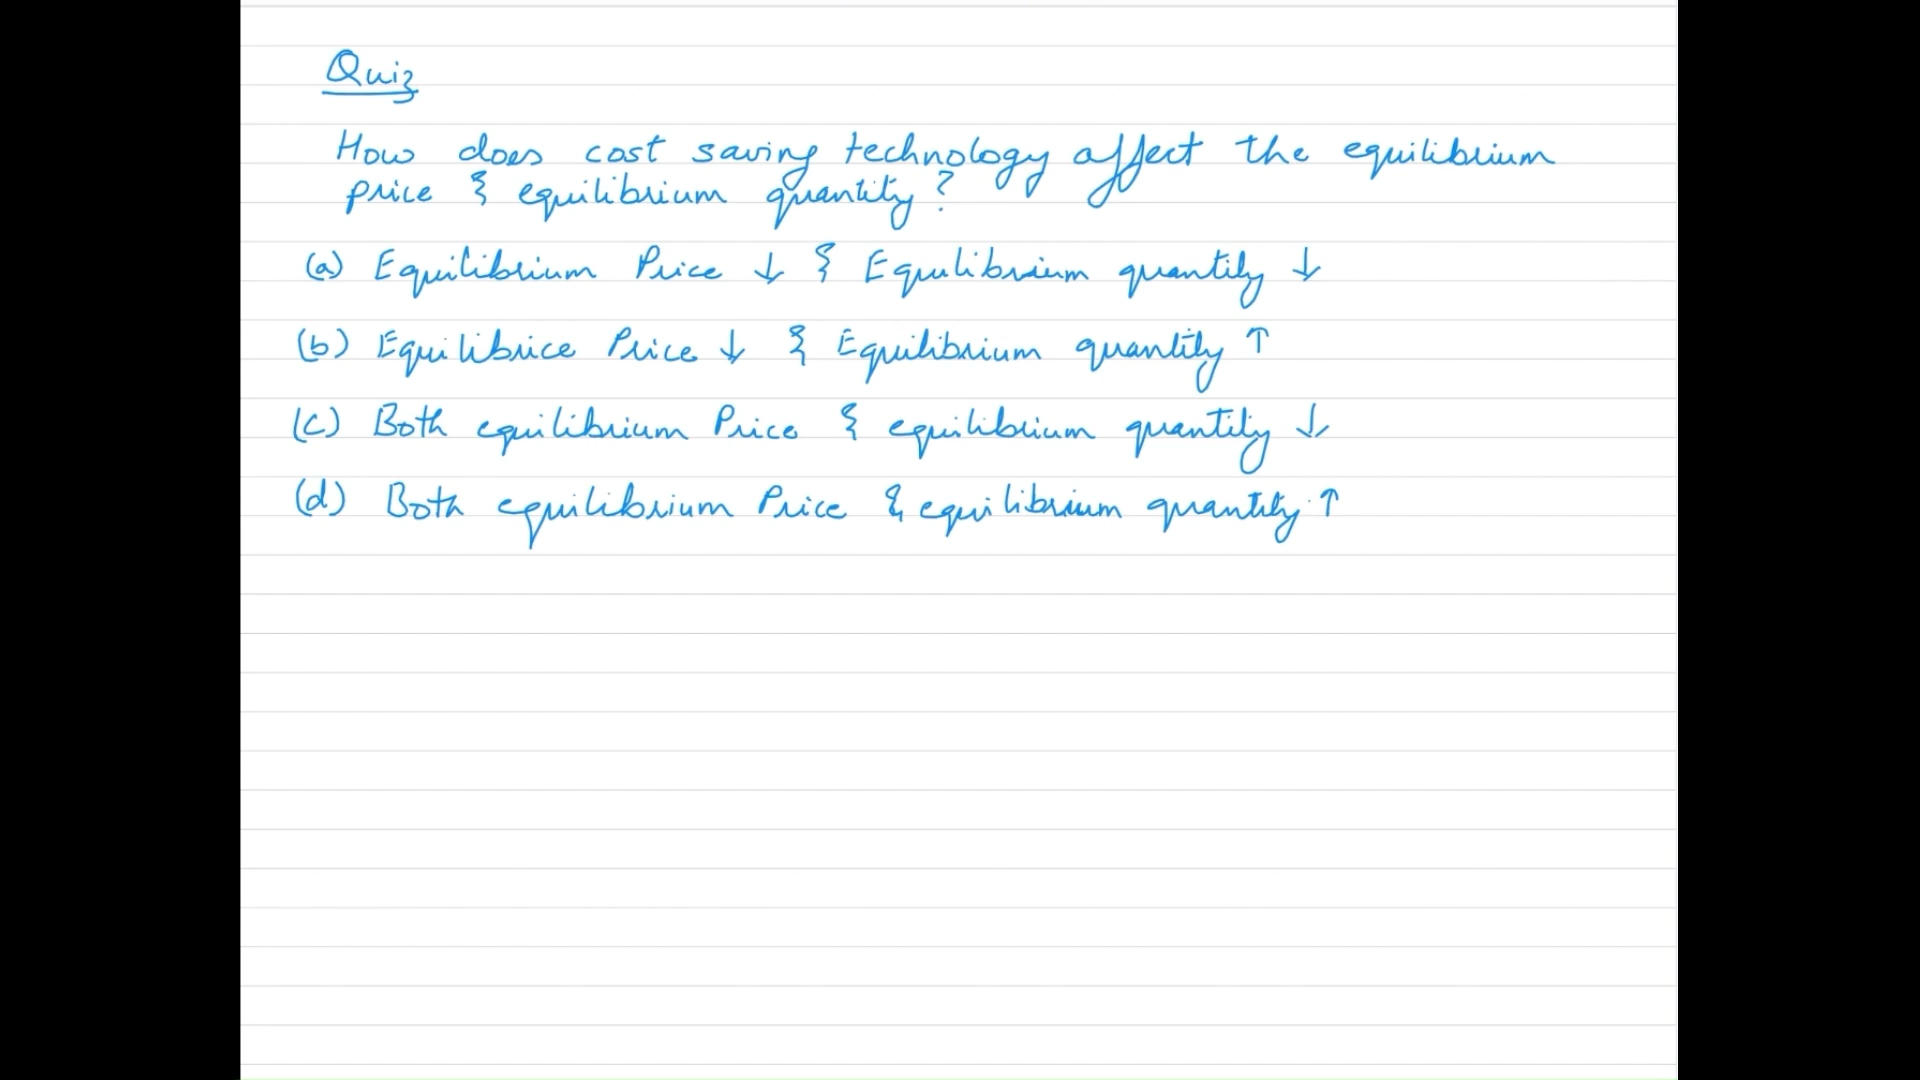 Quiz
How does cost saving technology affect the equilibrium
price & equilibrium quantity?
(a) Equilibrium Price ↓ & Equilibrium quantity ↓
(b) Equilibrice Price ↓ & Equilibrium quantity ↑
(c) Both equilibrium Price & equilibrium quantity ↓
(d) Both equilibrium Price & equilibrium quantity ↑